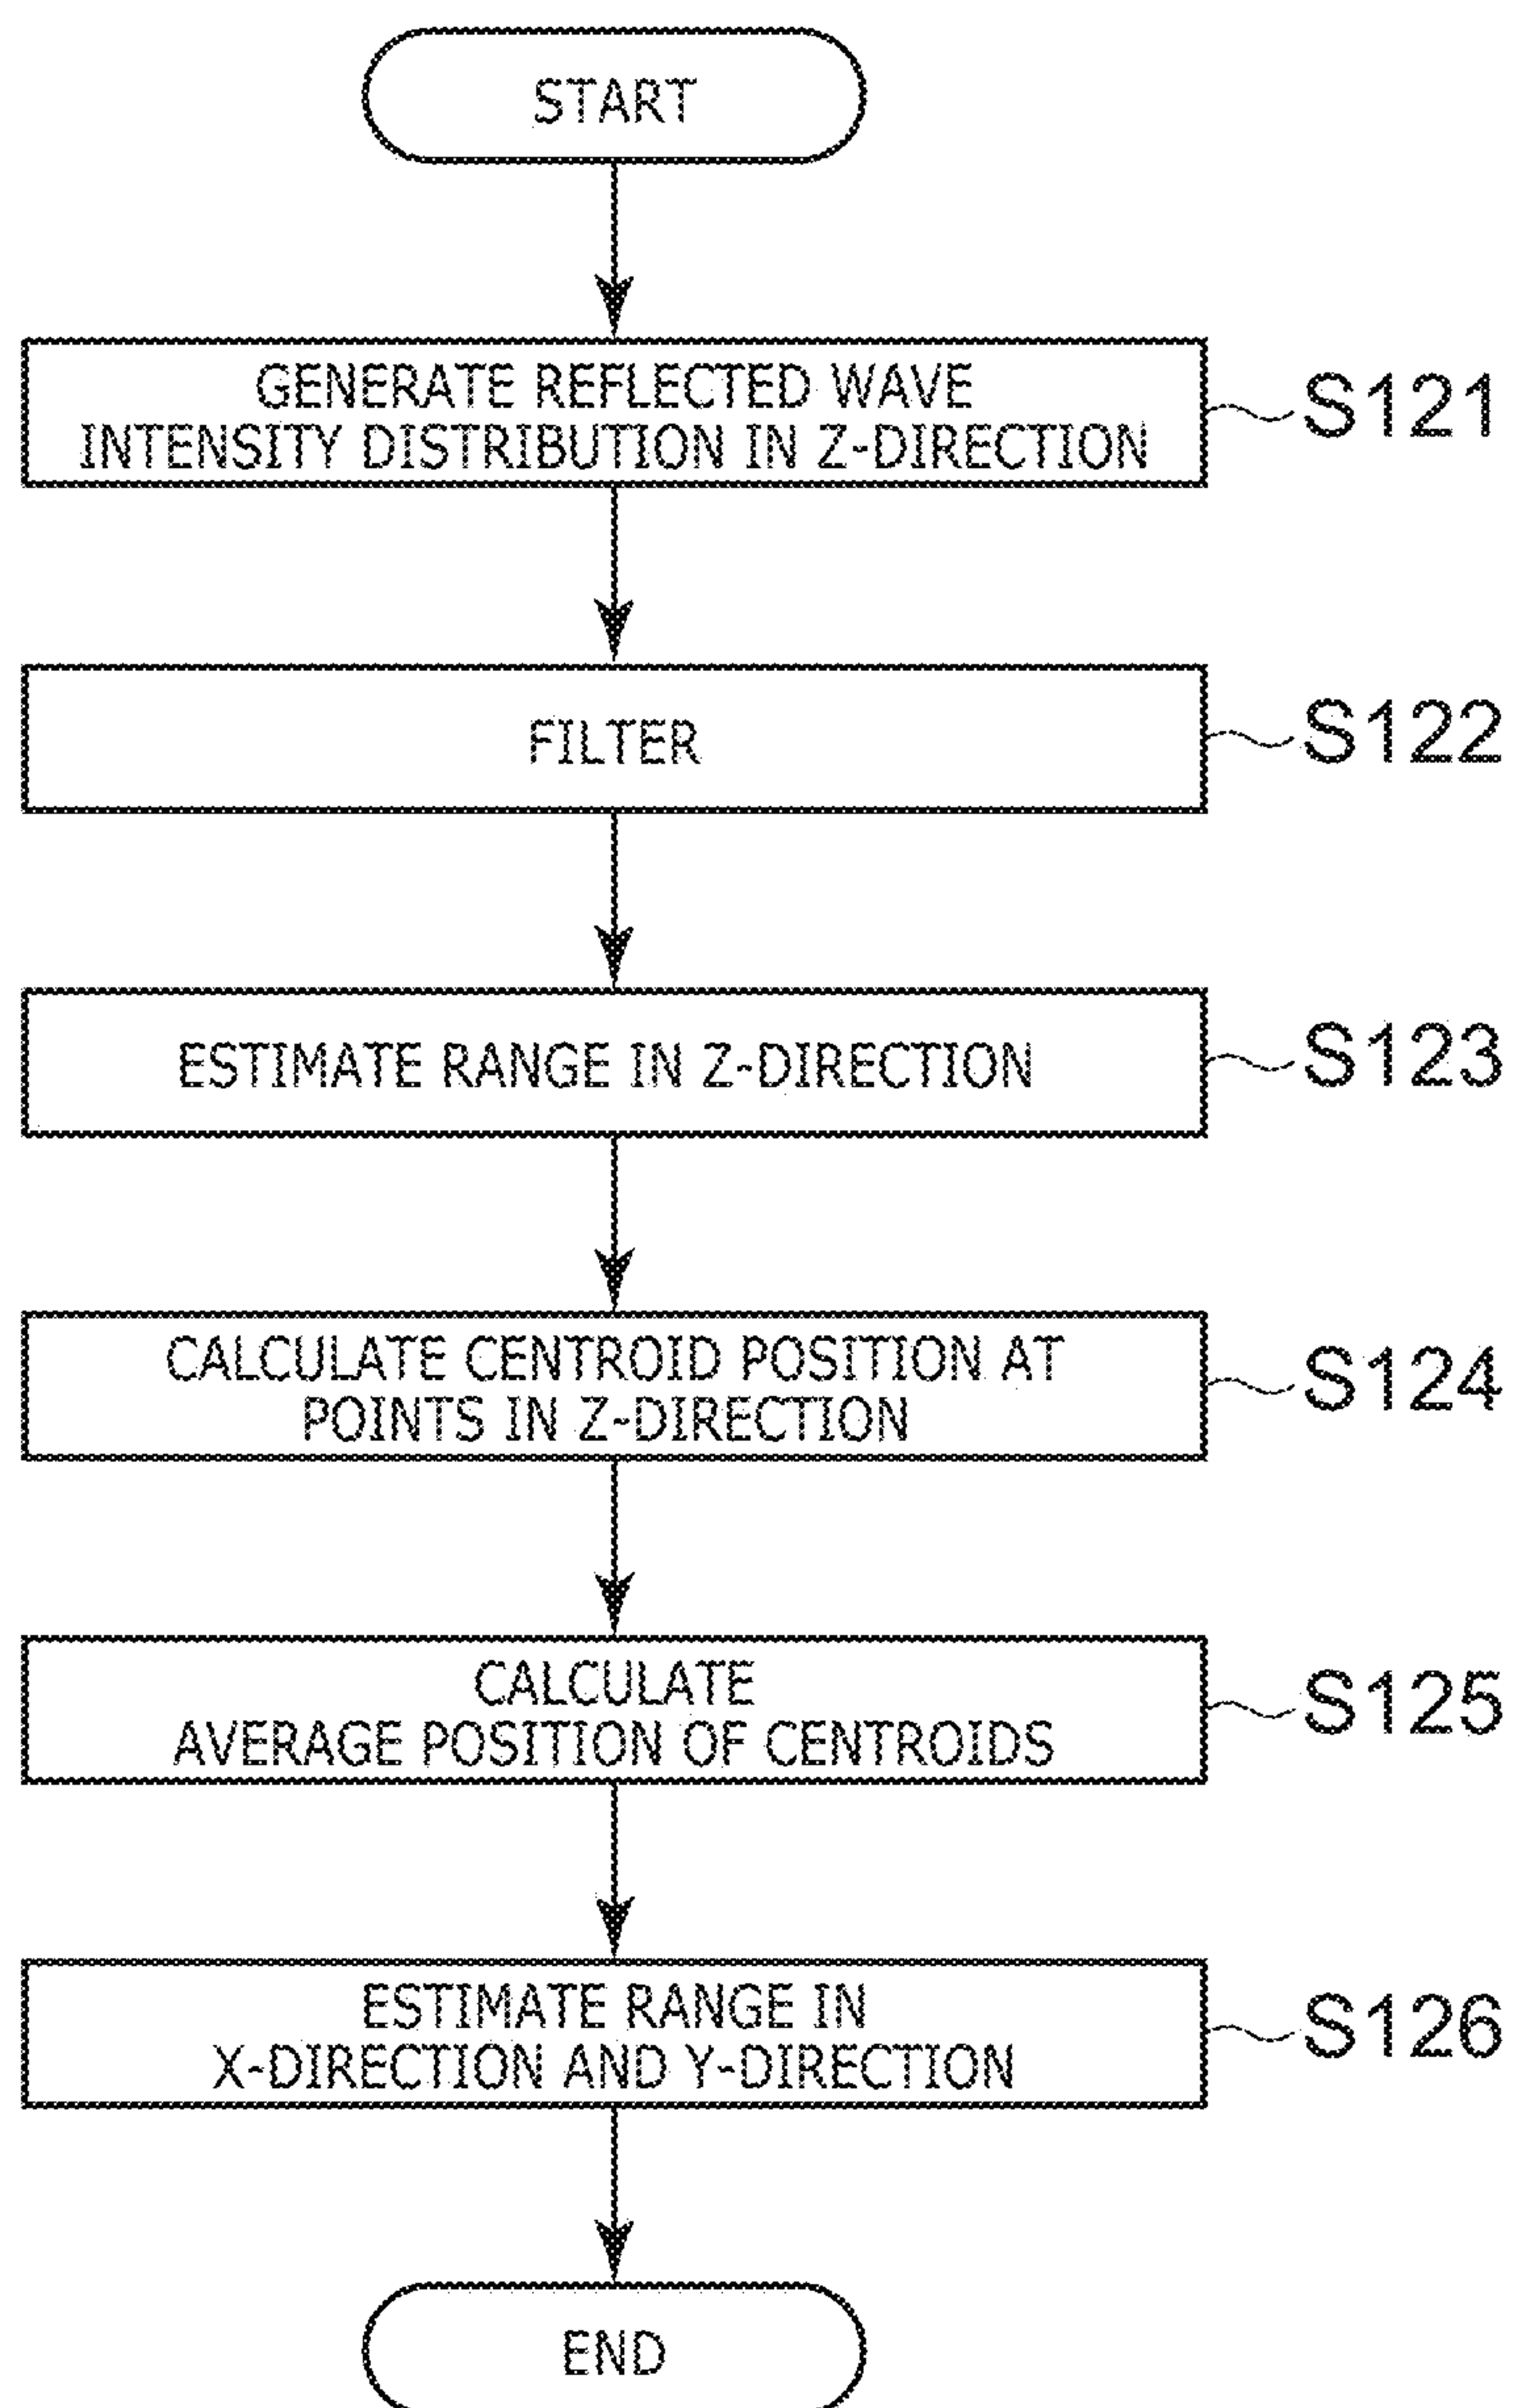 START
GENERATE REFLECTED WAVE
INTENSITY DISTRIBUTION IN Z-DIRECTION
S121
FILTER
S122
ESTIMATE RANGE IN Z-DIRECTION
S123
CALCULATE CENTROID POSITION AT
POINTS IN Z-DIRECTION
S124
CALCULATE
AVERAGE POSITION OF CENTROIDS
S125
ESTIMATE RANGE IN
X-DIRECTION AND Y-DIRECTION
S126
END